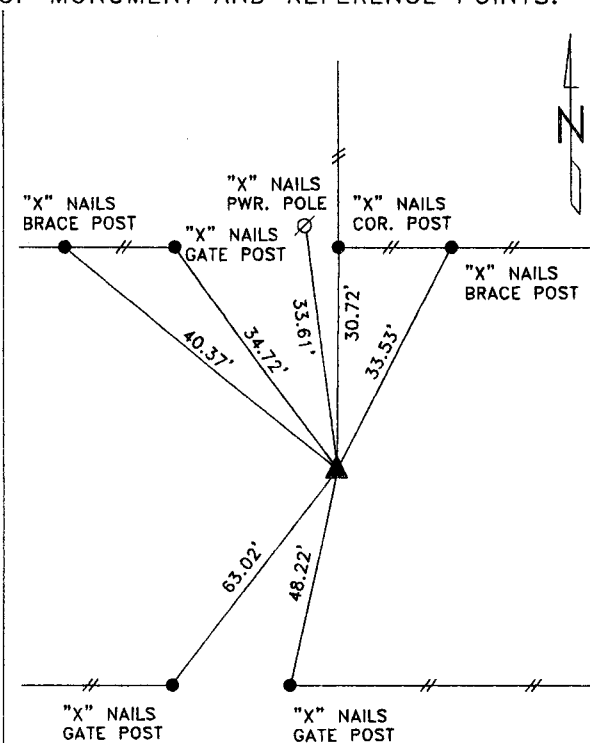 OF MONUMENT AND REFERENCE POINTS.
N
"X" NAILS
BRACE POST
"X" NAILS
GATE POST
"X" NAILS
PWR. POLE
"X" NAILS
COR. POST
"X" NAILS
BRACE POST
40.37'
34.72'
33.61'
30.72'
33.53'
63.02'
48.22'
"X" NAILS
GATE POST
"X" NAILS
GATE POST